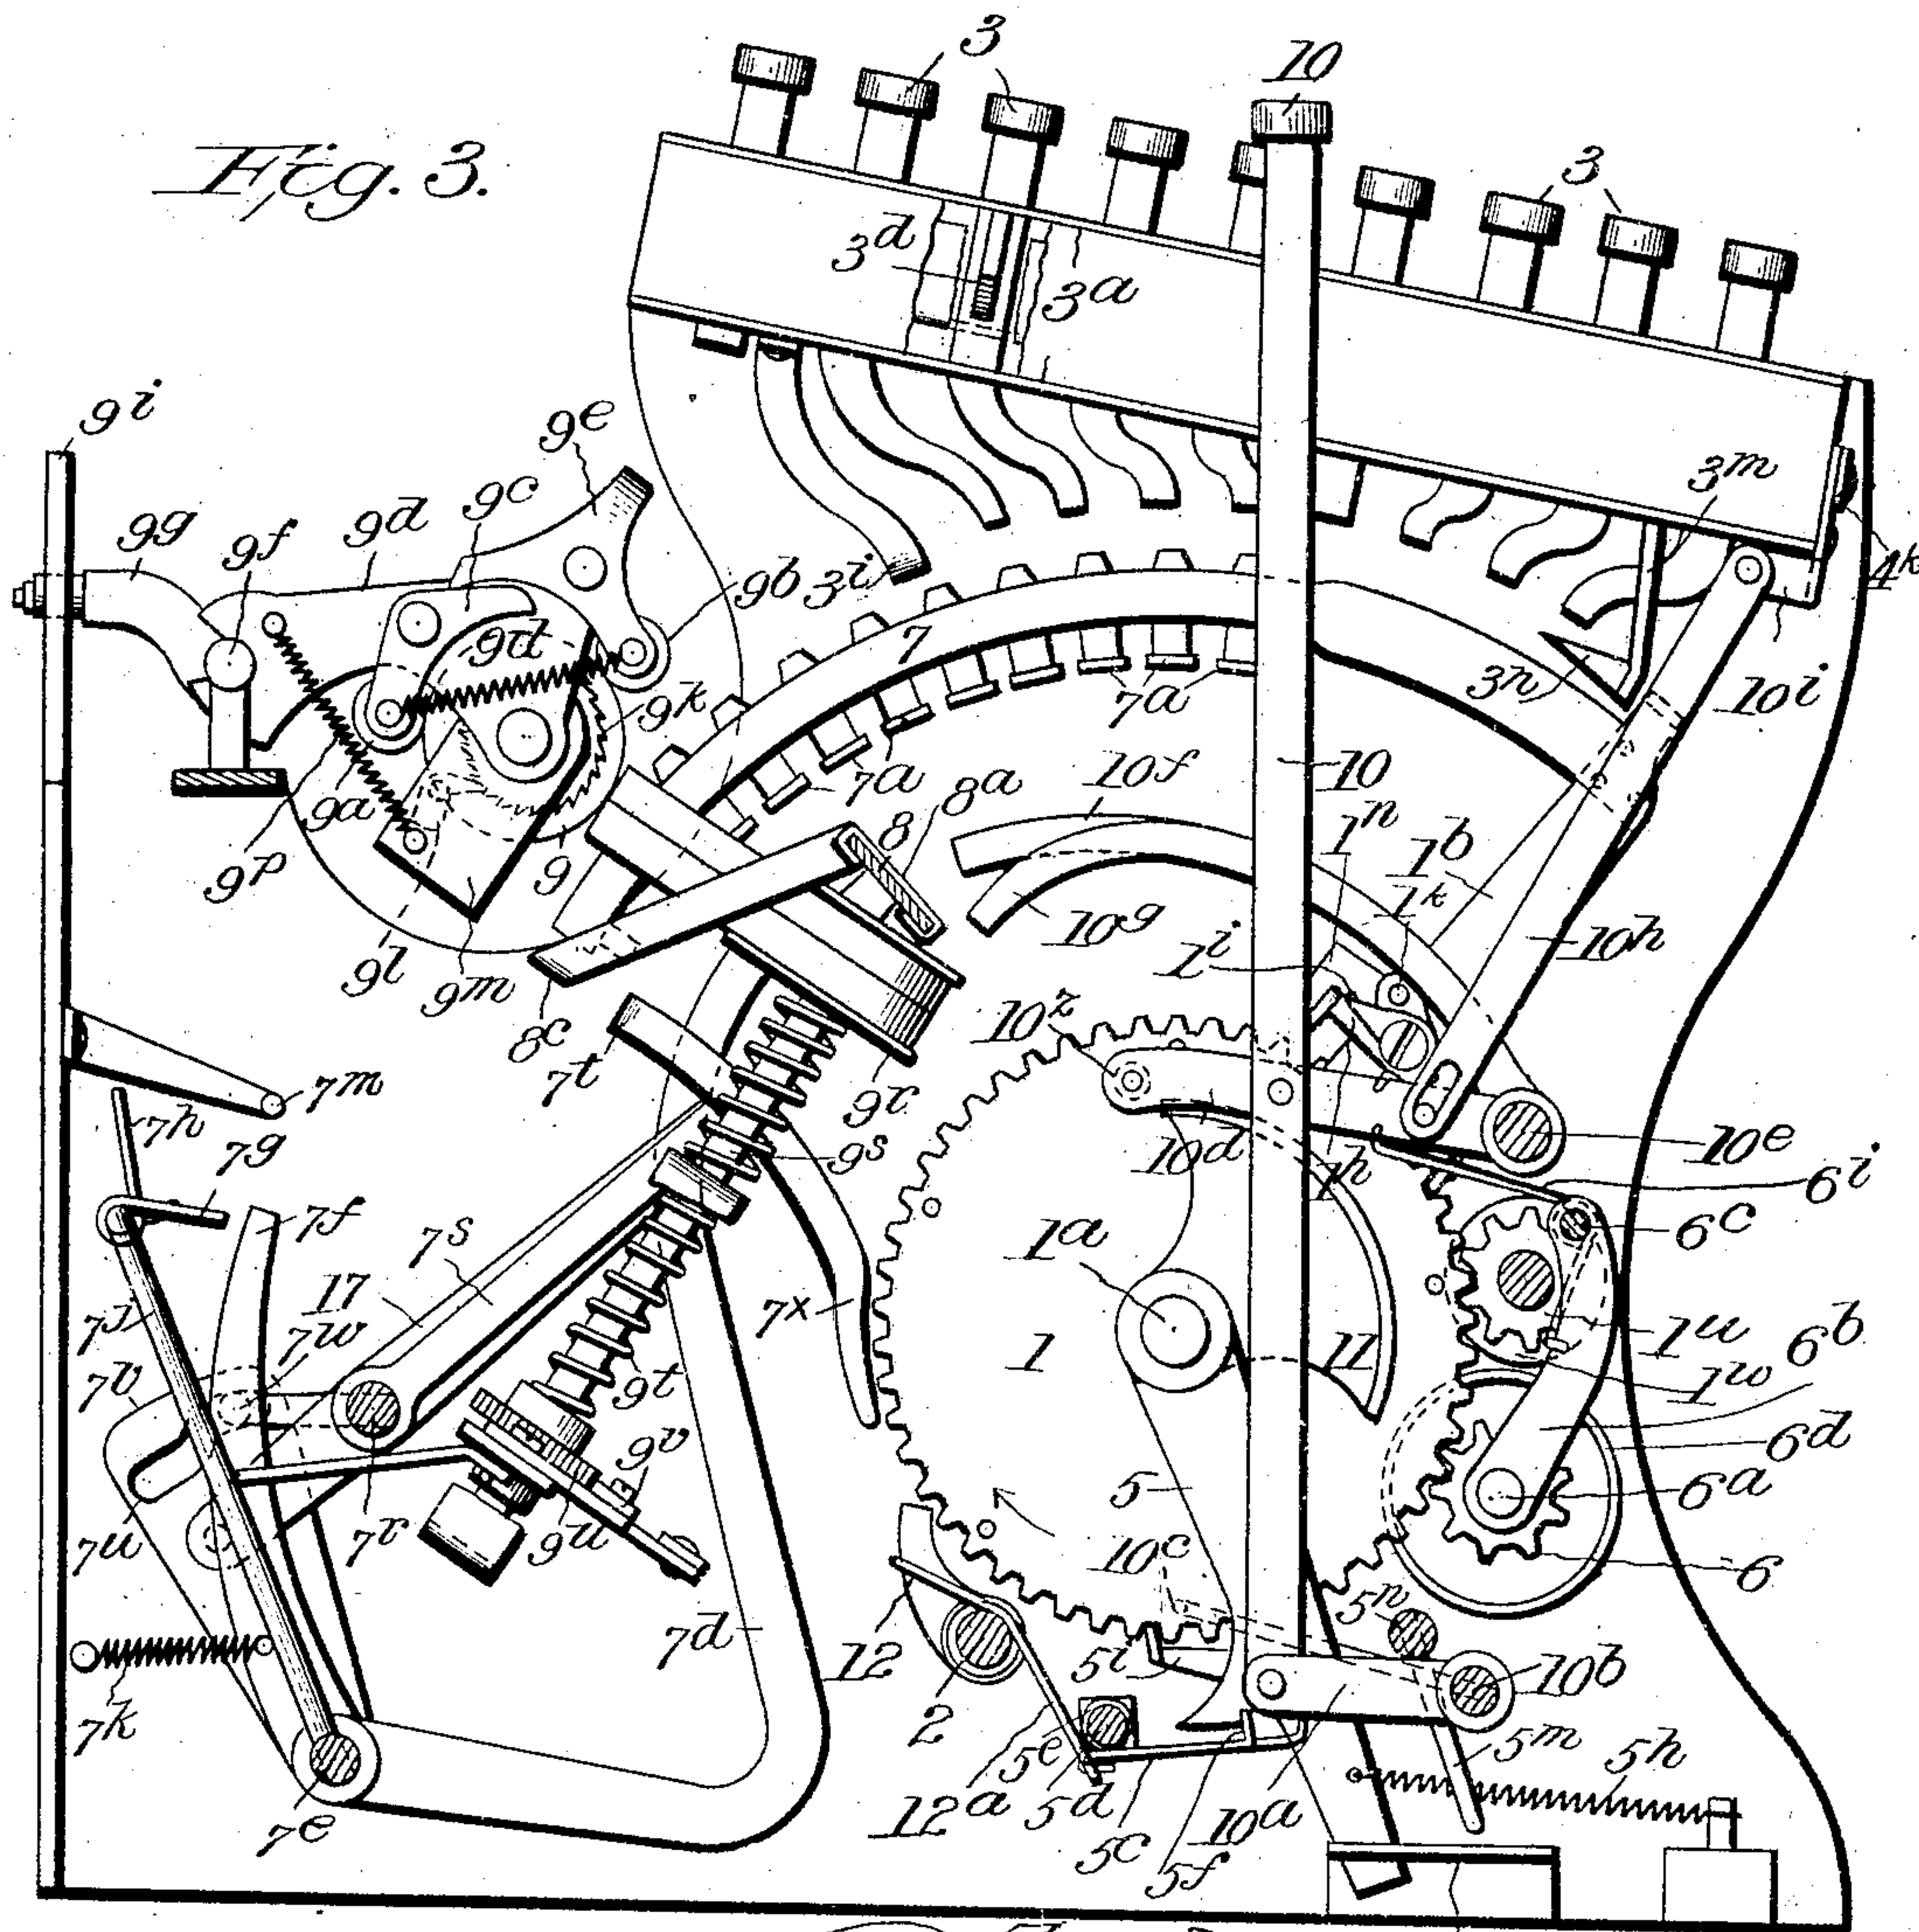 Fig. 3.
3
10
3
3d
3a
9i
9e
9c
9d
9g
9f
3m
4k
9b
3i
7
9d
9k
3n
10i
7a
7a
10f
10
8a
8
1n
1b
1k
9a
9p
9
10g
10h
1i
9l
9m
8c
7t
10z
9r
7m
7h
7g
9s
10d
1h
10e
6i
7f
1a
6c
7s
17
7w
7j
7x
1
11
1u
6b
7v
9t
1w
9v
6d
5
6a
7u
7r
9u
10c
6
5n
7d
12
5i
10b
7k
2
5e
5m
5h
12a
5d
10a
7e
5c
5f